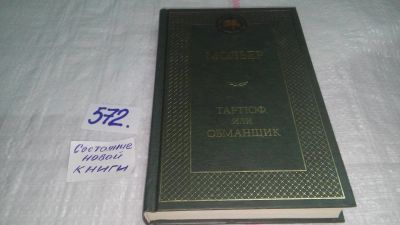 572.
Состояние
новой
книги
МОЛЬЕР
ТАРТЮФ
ИЛИ
ОБМАНЩИК